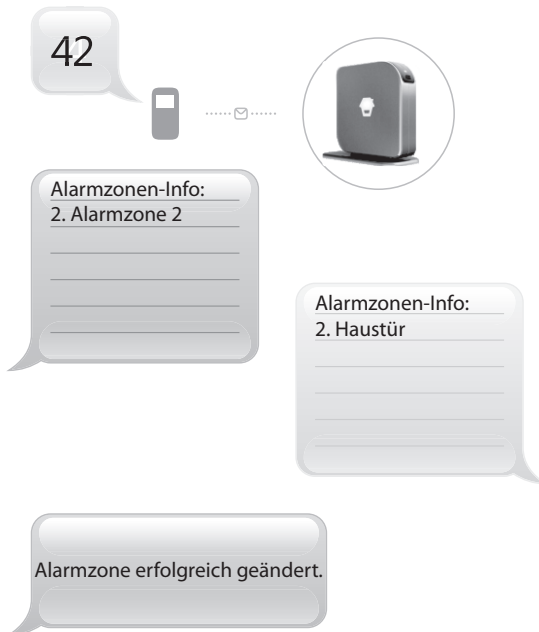 42
Alarmzonen-Info:
2. Alarmzone 2
Alarmzonen-Info:
2. Haustür
Alarmzone erfolgreich geändert.